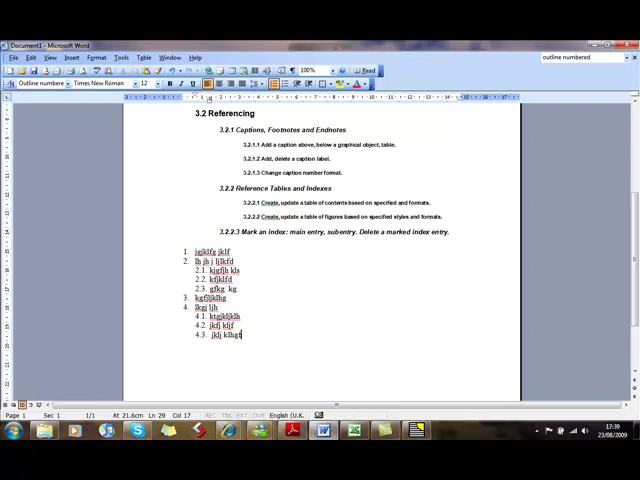 Document1 - Microsoft Word
File Edit View Insert Format Tools Table Window Help
outline numbered
100% Read
Outline numbere Times New Roman 12
3.2 Referencing
3.2.1 Captions, Footnotes and Endnotes
3.2.1.1 Add a caption above, below a graphical object, table.
3.2.1.2 Add, delete a caption label.
3.2.1.3 Change caption number format.
3.2.2 Reference Tables and Indexes
3.2.2.1 Create, update a table of contents based on specified and formats.
3.2.2.2 Create, update a table of figures based on specified styles and formats.
3.2.2.3 Mark an index: main entry, subentry. Delete a marked index entry.
1. jgjklfg jklf
2. lh jh j ljlkfd
2.1. kjgfjh kls
2.2. kfjklfd
2.3. gfkg kg
3. kgfjljklhg
4. lkgj ljh
4.1. ktgjkljklh
4.2. jkfj kljf
4.3. jklj klhgf
Page 1 Sec 1 1/1 At 21.6cm Ln 29 Col 17 REC TRK EXT OVR English (U.K.
17:39
23/08/2009